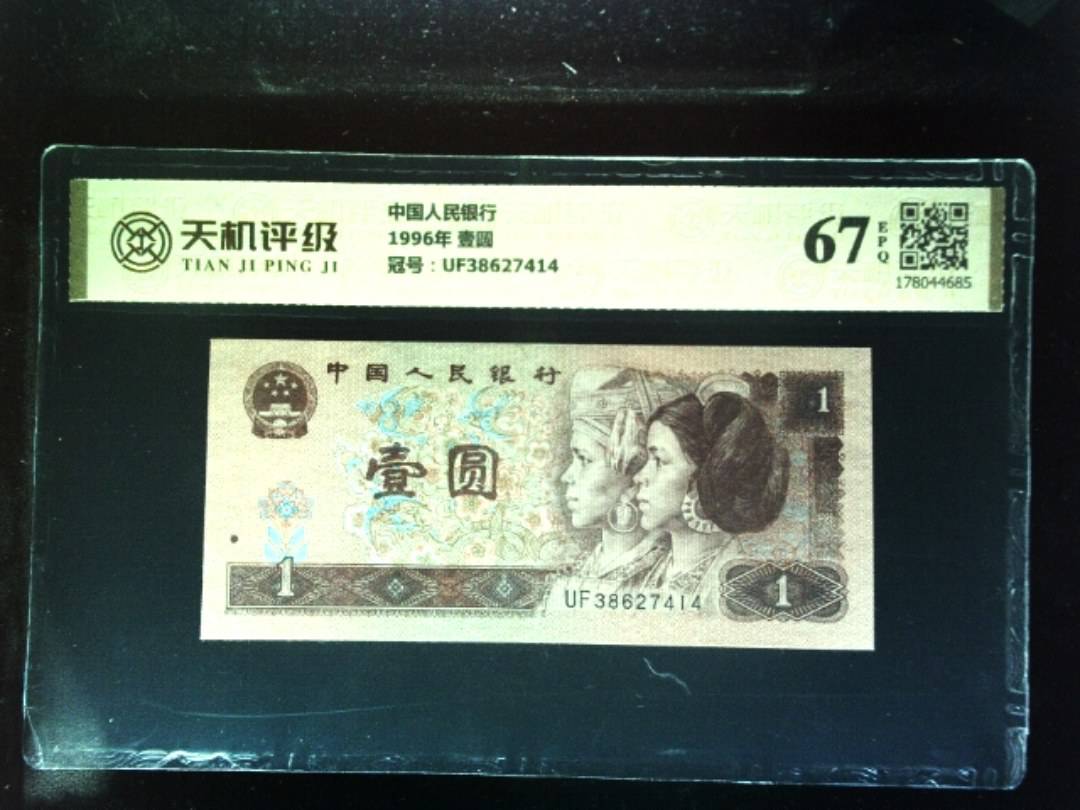 天机评级
TIAN JI PING JI
中国人民银行
1996年 壹圆
冠号：UF38627414
67
EPQ
178044685
中国人民银行
1
壹圆
1
UF38627414
1